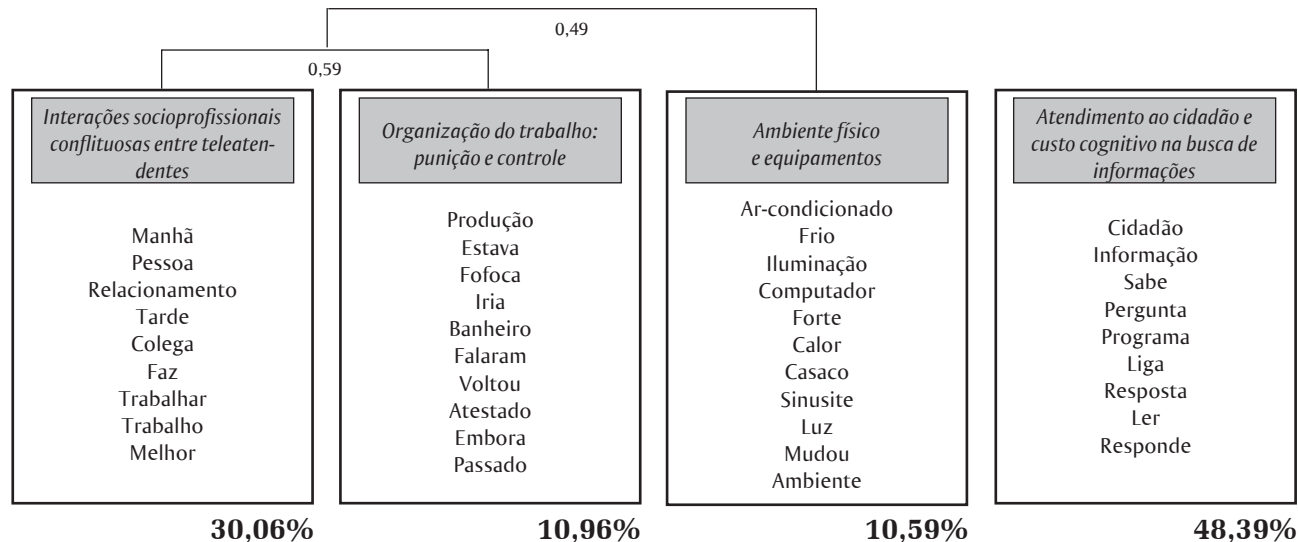 0,49
0,59
Interações socioprofissionais
conflituosas entre teleaten-
dentes
Manhã
Pessoa
Relacionamento
Tarde
Colega
Faz
Trabalhar
Trabalho
Melhor
30,06%
Organização do trabalho:
punição e controle
Produção
Estava
Fofoca
Iria
Banheiro
Falaram
Voltou
Atestado
Embora
Passado
10,96%
Ambiente físico
e equipamentos
Ar-condicionado
Frio
Iluminação
Computador
Forte
Calor
Casaco
Sinusite
Luz
Mudou
Ambiente
10,59%
Atendimento ao cidadão e
custo cognitivo na busca de
informações
Cidadão
Informação
Sabe
Pergunta
Programa
Liga
Resposta
Ler
Responde
48,39%